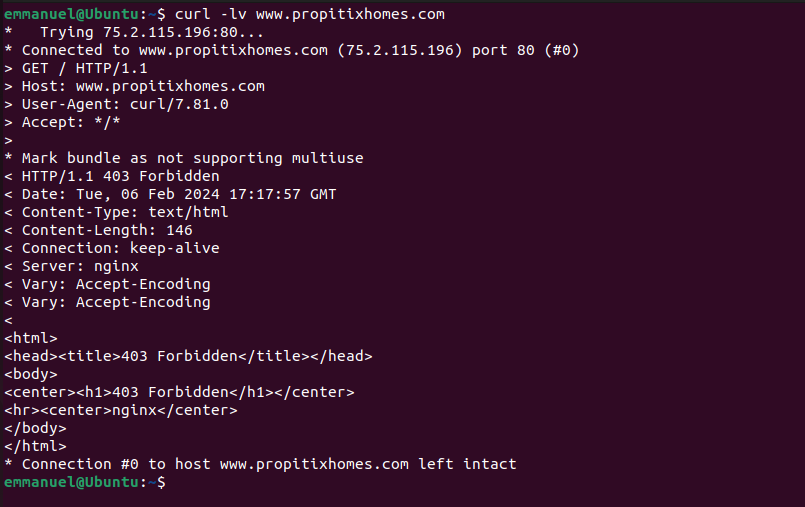 emmanuel@Ubuntu:~$ curl -lv www.propitixhomes.com
*   Trying 75.2.115.196:80...
* Connected to www.propitixhomes.com (75.2.115.196) port 80 (#0)
> GET / HTTP/1.1
> Host: www.propitixhomes.com
> User-Agent: curl/7.81.0
> Accept: */*
>
* Mark bundle as not supporting multiuse
< HTTP/1.1 403 Forbidden
< Date: Tue, 06 Feb 2024 17:17:57 GMT
< Content-Type: text/html
< Content-Length: 146
< Connection: keep-alive
< Server: nginx
< Vary: Accept-Encoding
< Vary: Accept-Encoding
<
<html>
<head><title>403 Forbidden</title></head>
<body>
<center><h1>403 Forbidden</h1></center>
<hr><center>nginx</center>
</body>
</html>
* Connection #0 to host www.propitixhomes.com left intact
emmanuel@Ubuntu:~$